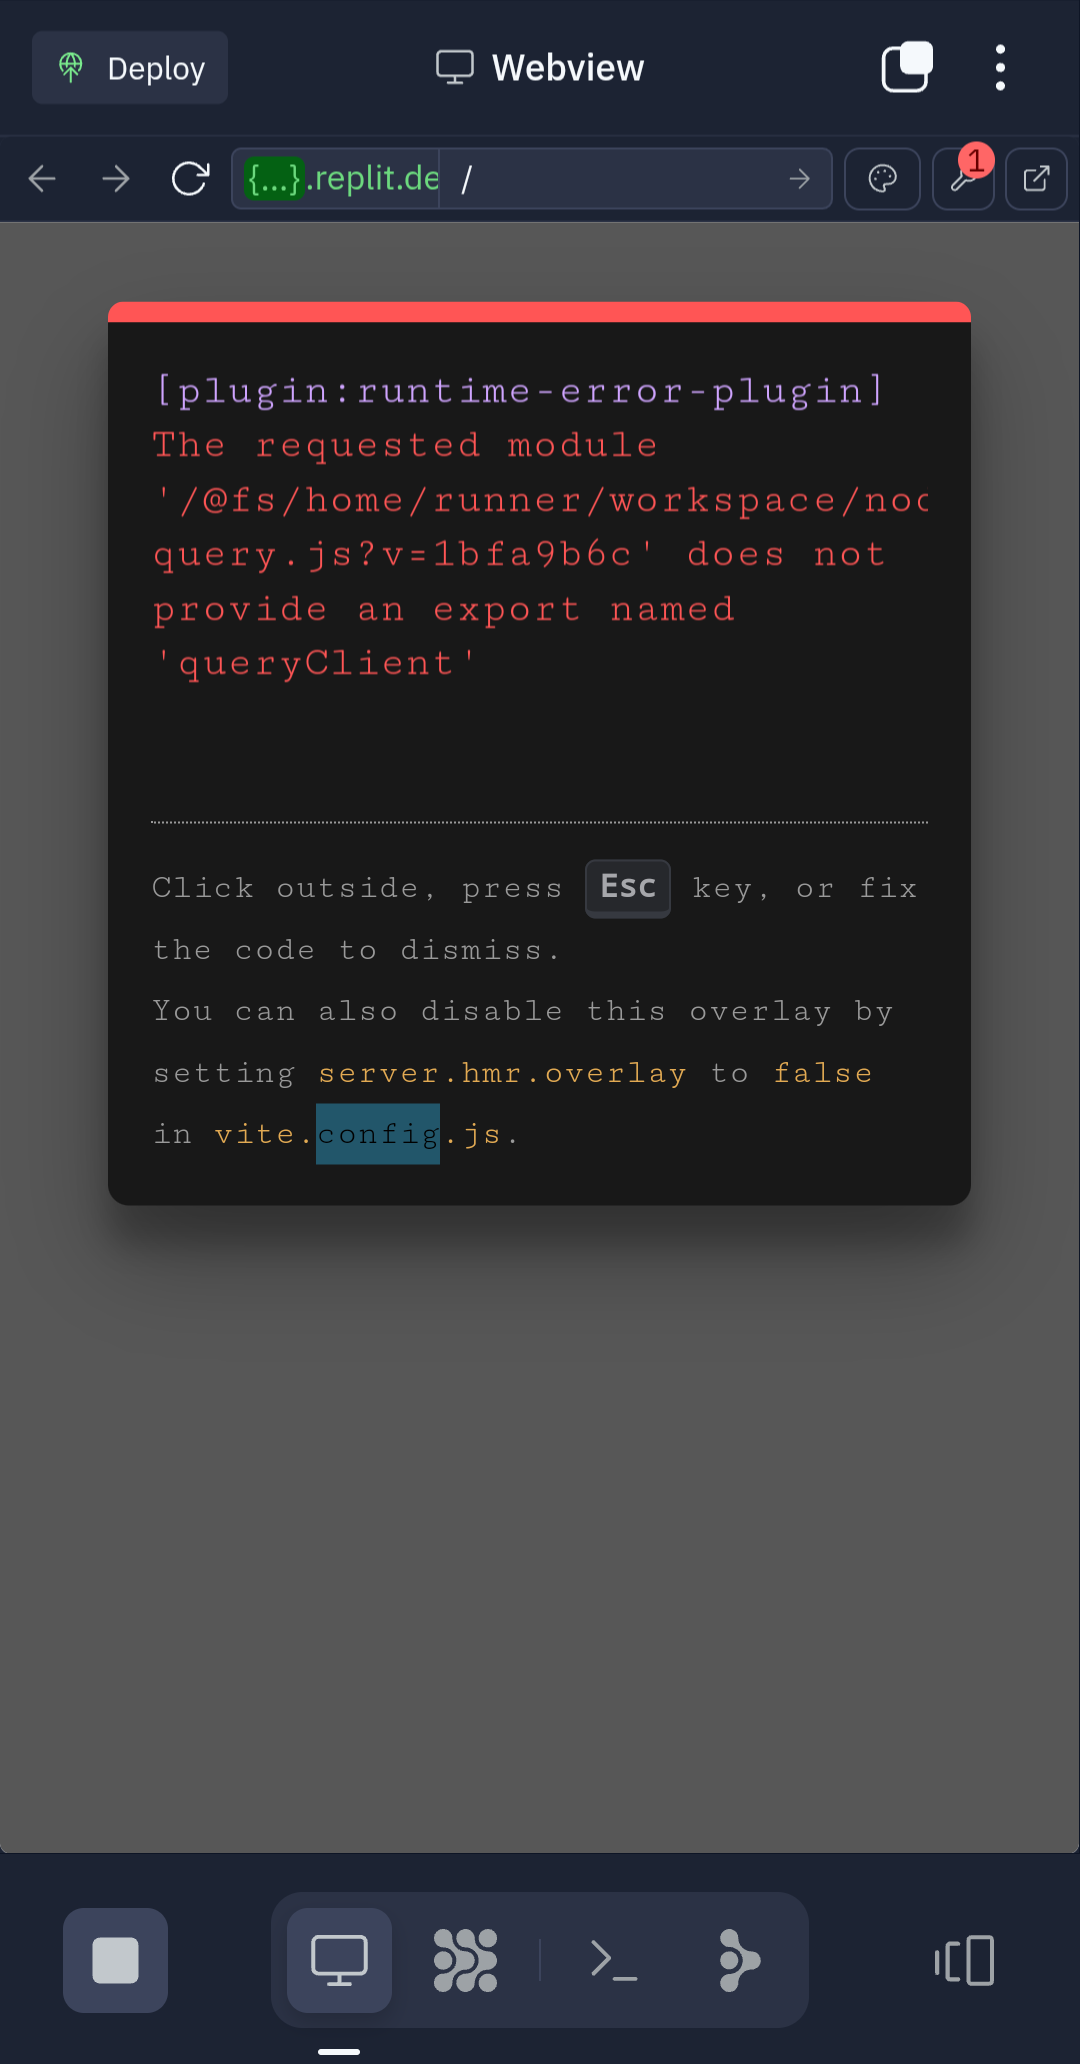 Deploy
Webview
{...}.replit.de /
1
[plugin:runtime-error-plugin]
The requested module
'/@fs/home/runner/workspace/noc
query.js?v=1bfa9b6c' does not
provide an export named
'queryClient'
Click outside, press Esc key, or fix
the code to dismiss.
You can also disable this overlay by
setting server.hmr.overlay to false
in vite.config.js.